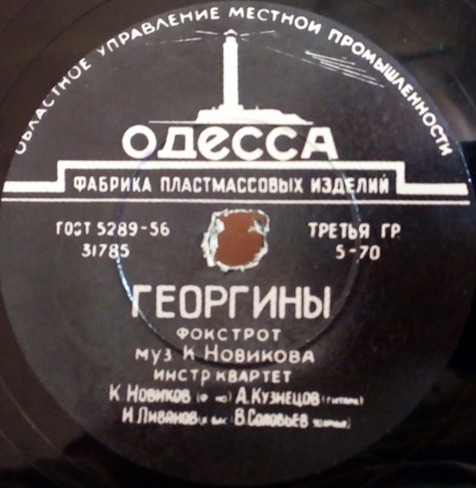 ОБЛАСТНОЕ УПРАВЛЕНИЕ МЕСТНОЙ ПРОМЫШЛЕННОСТИ
ОДЕССА
ФАБРИКА ПЛАСТМАССОВЫХ ИЗДЕЛИЙ
ГОСТ 5289-56 ТРЕТЬЯ ГР
31785 5-70
ГЕОРГИНЫ
ФОКСТРОТ
МУЗ К. НОВИКОВА
ИНСТР КВАРТЕТ
К. НОВИКОВ (Ф НО) А. КУЗНЕЦОВ (ГИТАРА)
И. ЛИВАНОВ В. СОЛОВЬЕВ